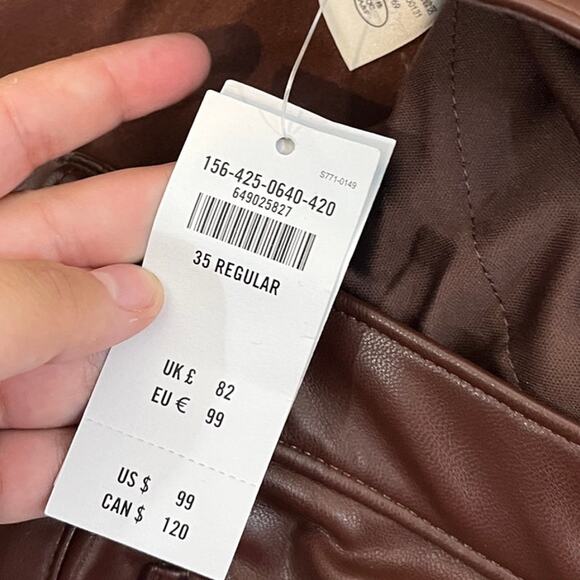 S771-0149
156-425-0640-420
649025827
35 REGULAR
UK £ 82
EU € 99
US $ 99
CAN $ 120